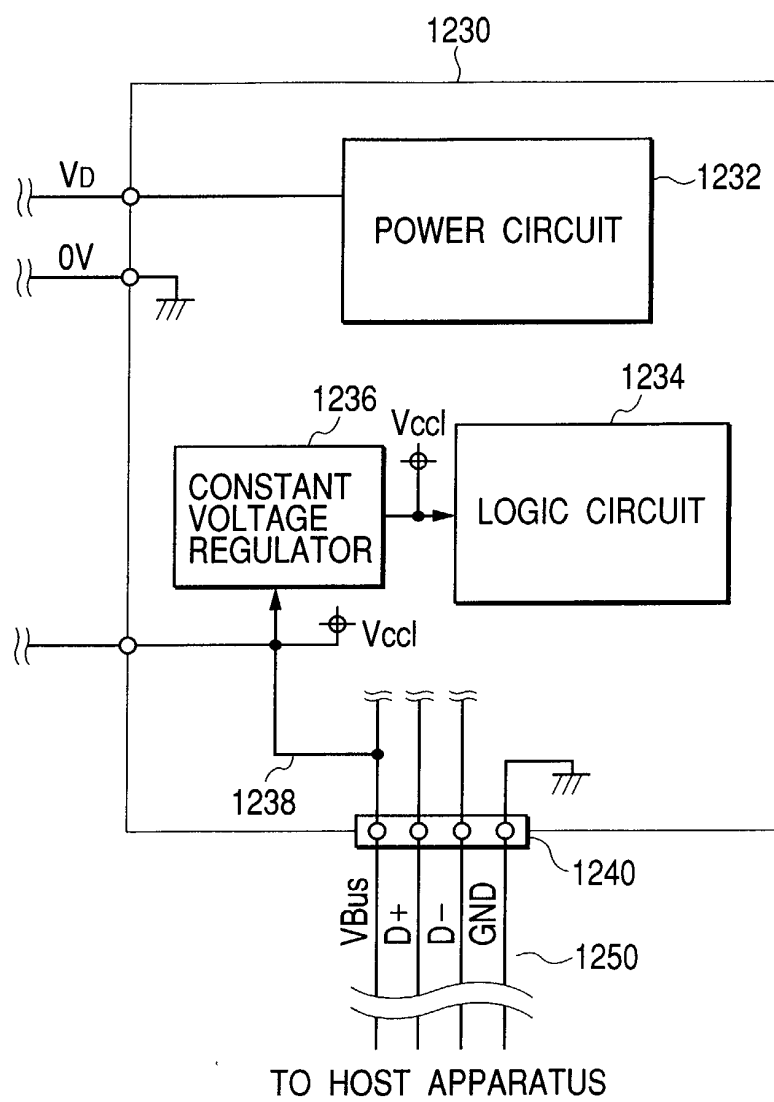 1230
VD
1232
POWER CIRCUIT
0V
1236
1234
Vccl
CONSTANT
VOLTAGE
REGULATOR
LOGIC CIRCUIT
Vccl
1238
1240
VBus
D+
D-
GND
1250
TO HOST APPARATUS